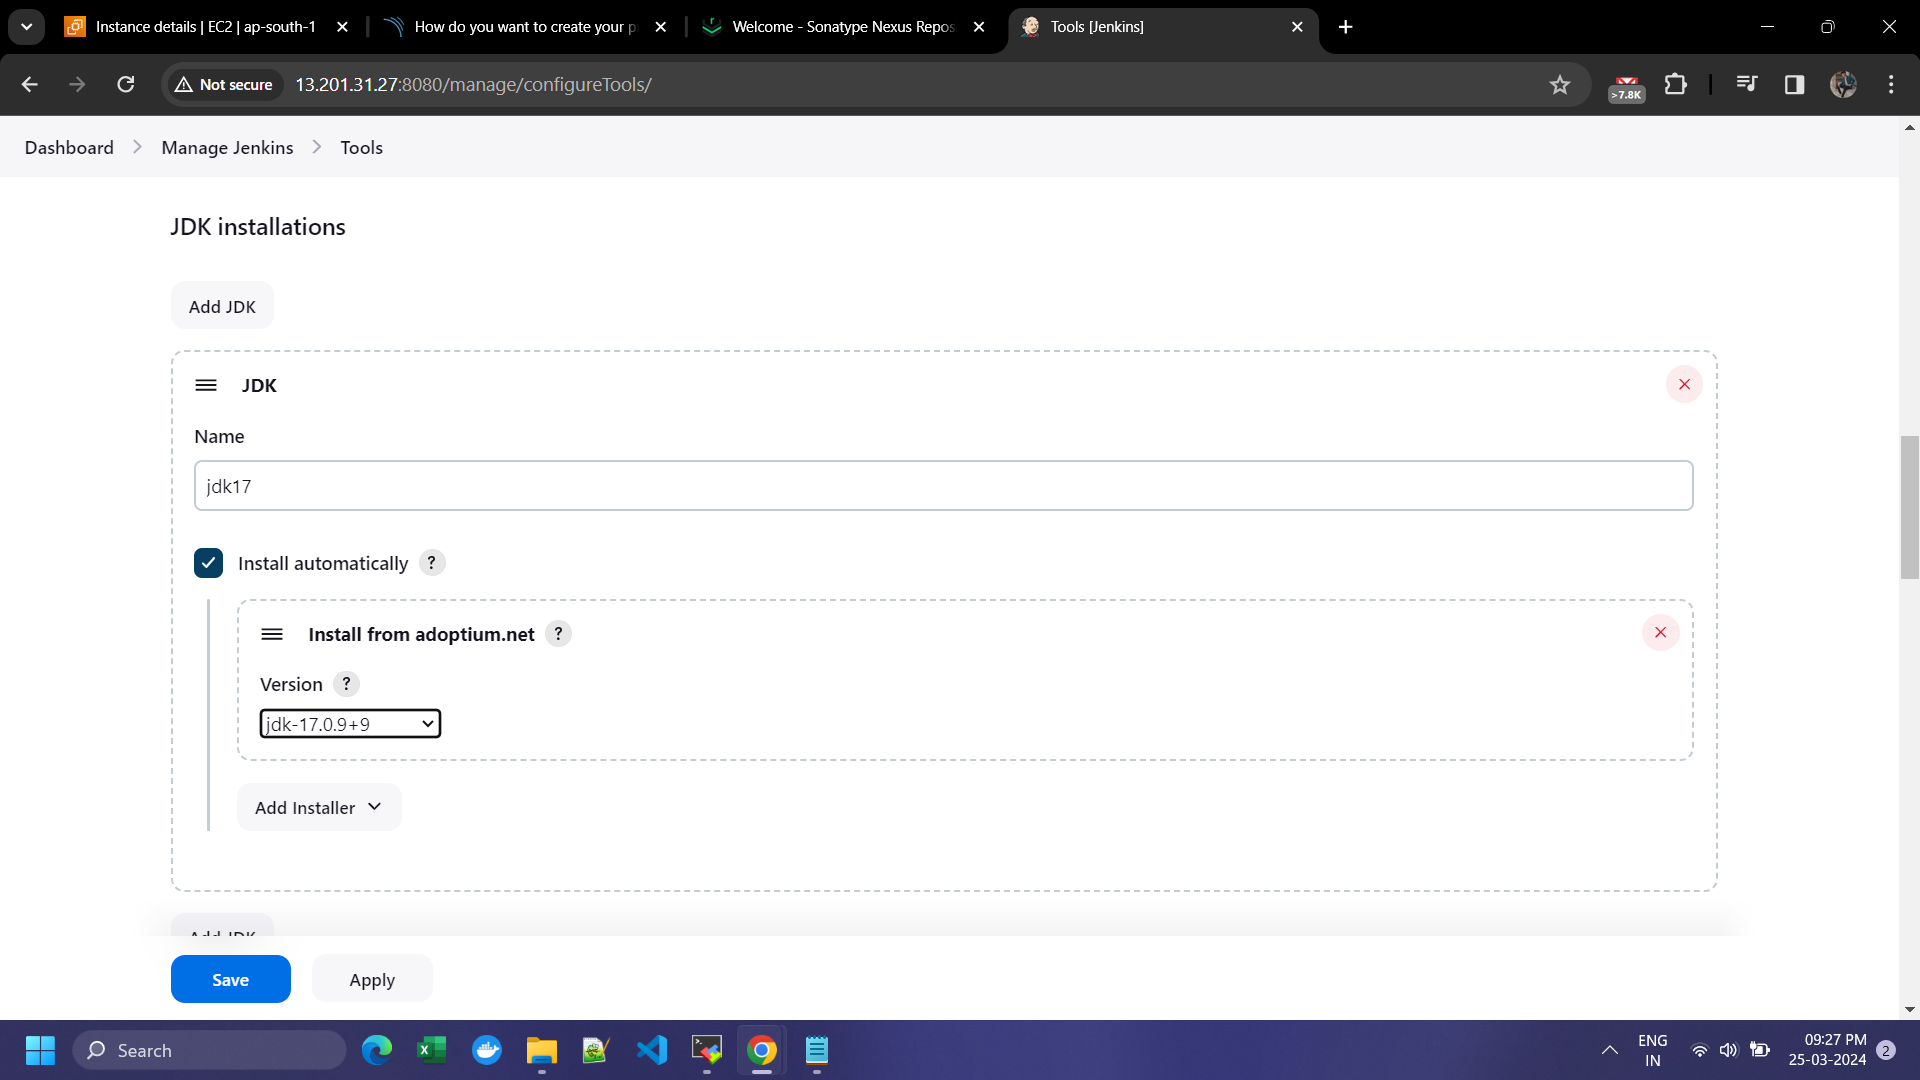 Instance details | EC2 | ap-south-1
How do you want to create your p
Welcome - Sonatype Nexus Repos
Tools [Jenkins]
Not secure
13.201.31.27:8080/manage/configureTools/
>7.8K
Dashboard
Manage Jenkins
Tools
JDK installations
Add JDK
JDK
Name
jdk17
Install automatically ?
Install from adoptium.net ?
Version ?
jdk-17.0.9+9
Add Installer
Add JDK
Save
Apply
Search
ENG
IN
09:27 PM
25-03-2024
2